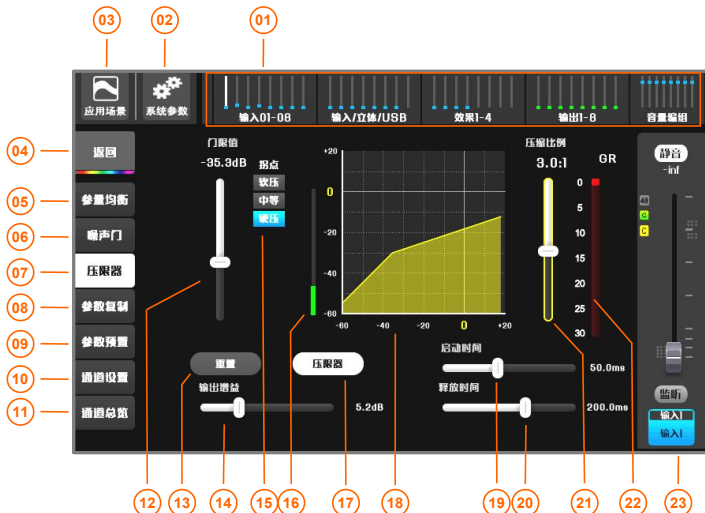 03
02
01
应用场景
系统参数
输入01-08
输入/立体/USB
效果1-4
输出1-8
音量编组
04
返回
05
参量均衡
06
噪声门
07
压限器
08
参数复制
09
参数预置
10
通道设置
11
通道总览
门限值
-35.3dB
拐点
软压
中等
硬压
+20
0
-20
-40
-60
-60
-40
-20
0
+20
压缩比例
3.0:1
GR
0
5
10
15
20
25
30
重置
压限器
输出增益
5.2dB
启动时间
50.0ms
释放时间
200.0ms
静音
-inf
48
G
C
监听
输入1
输入1
12
13
14
15
16
17
18
19
20
21
22
23